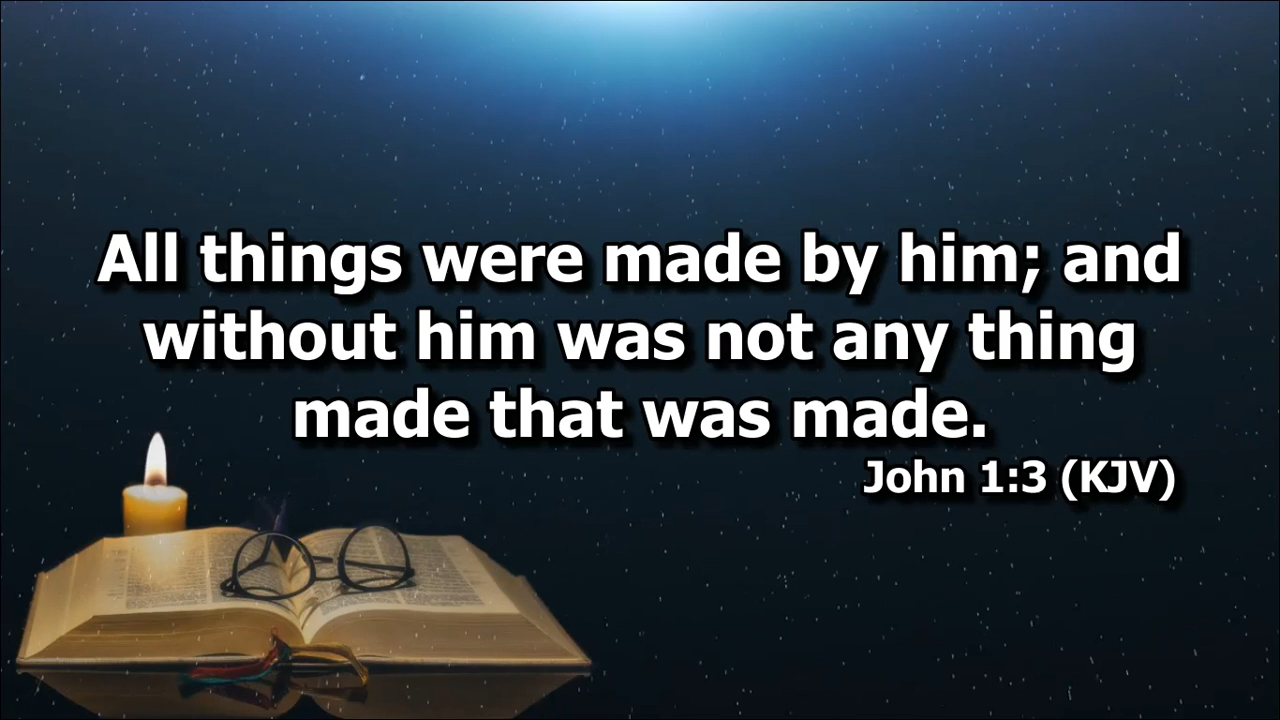 All things were made by him; and
without him was not any thing
made that was made.
John 1:3 (KJV)